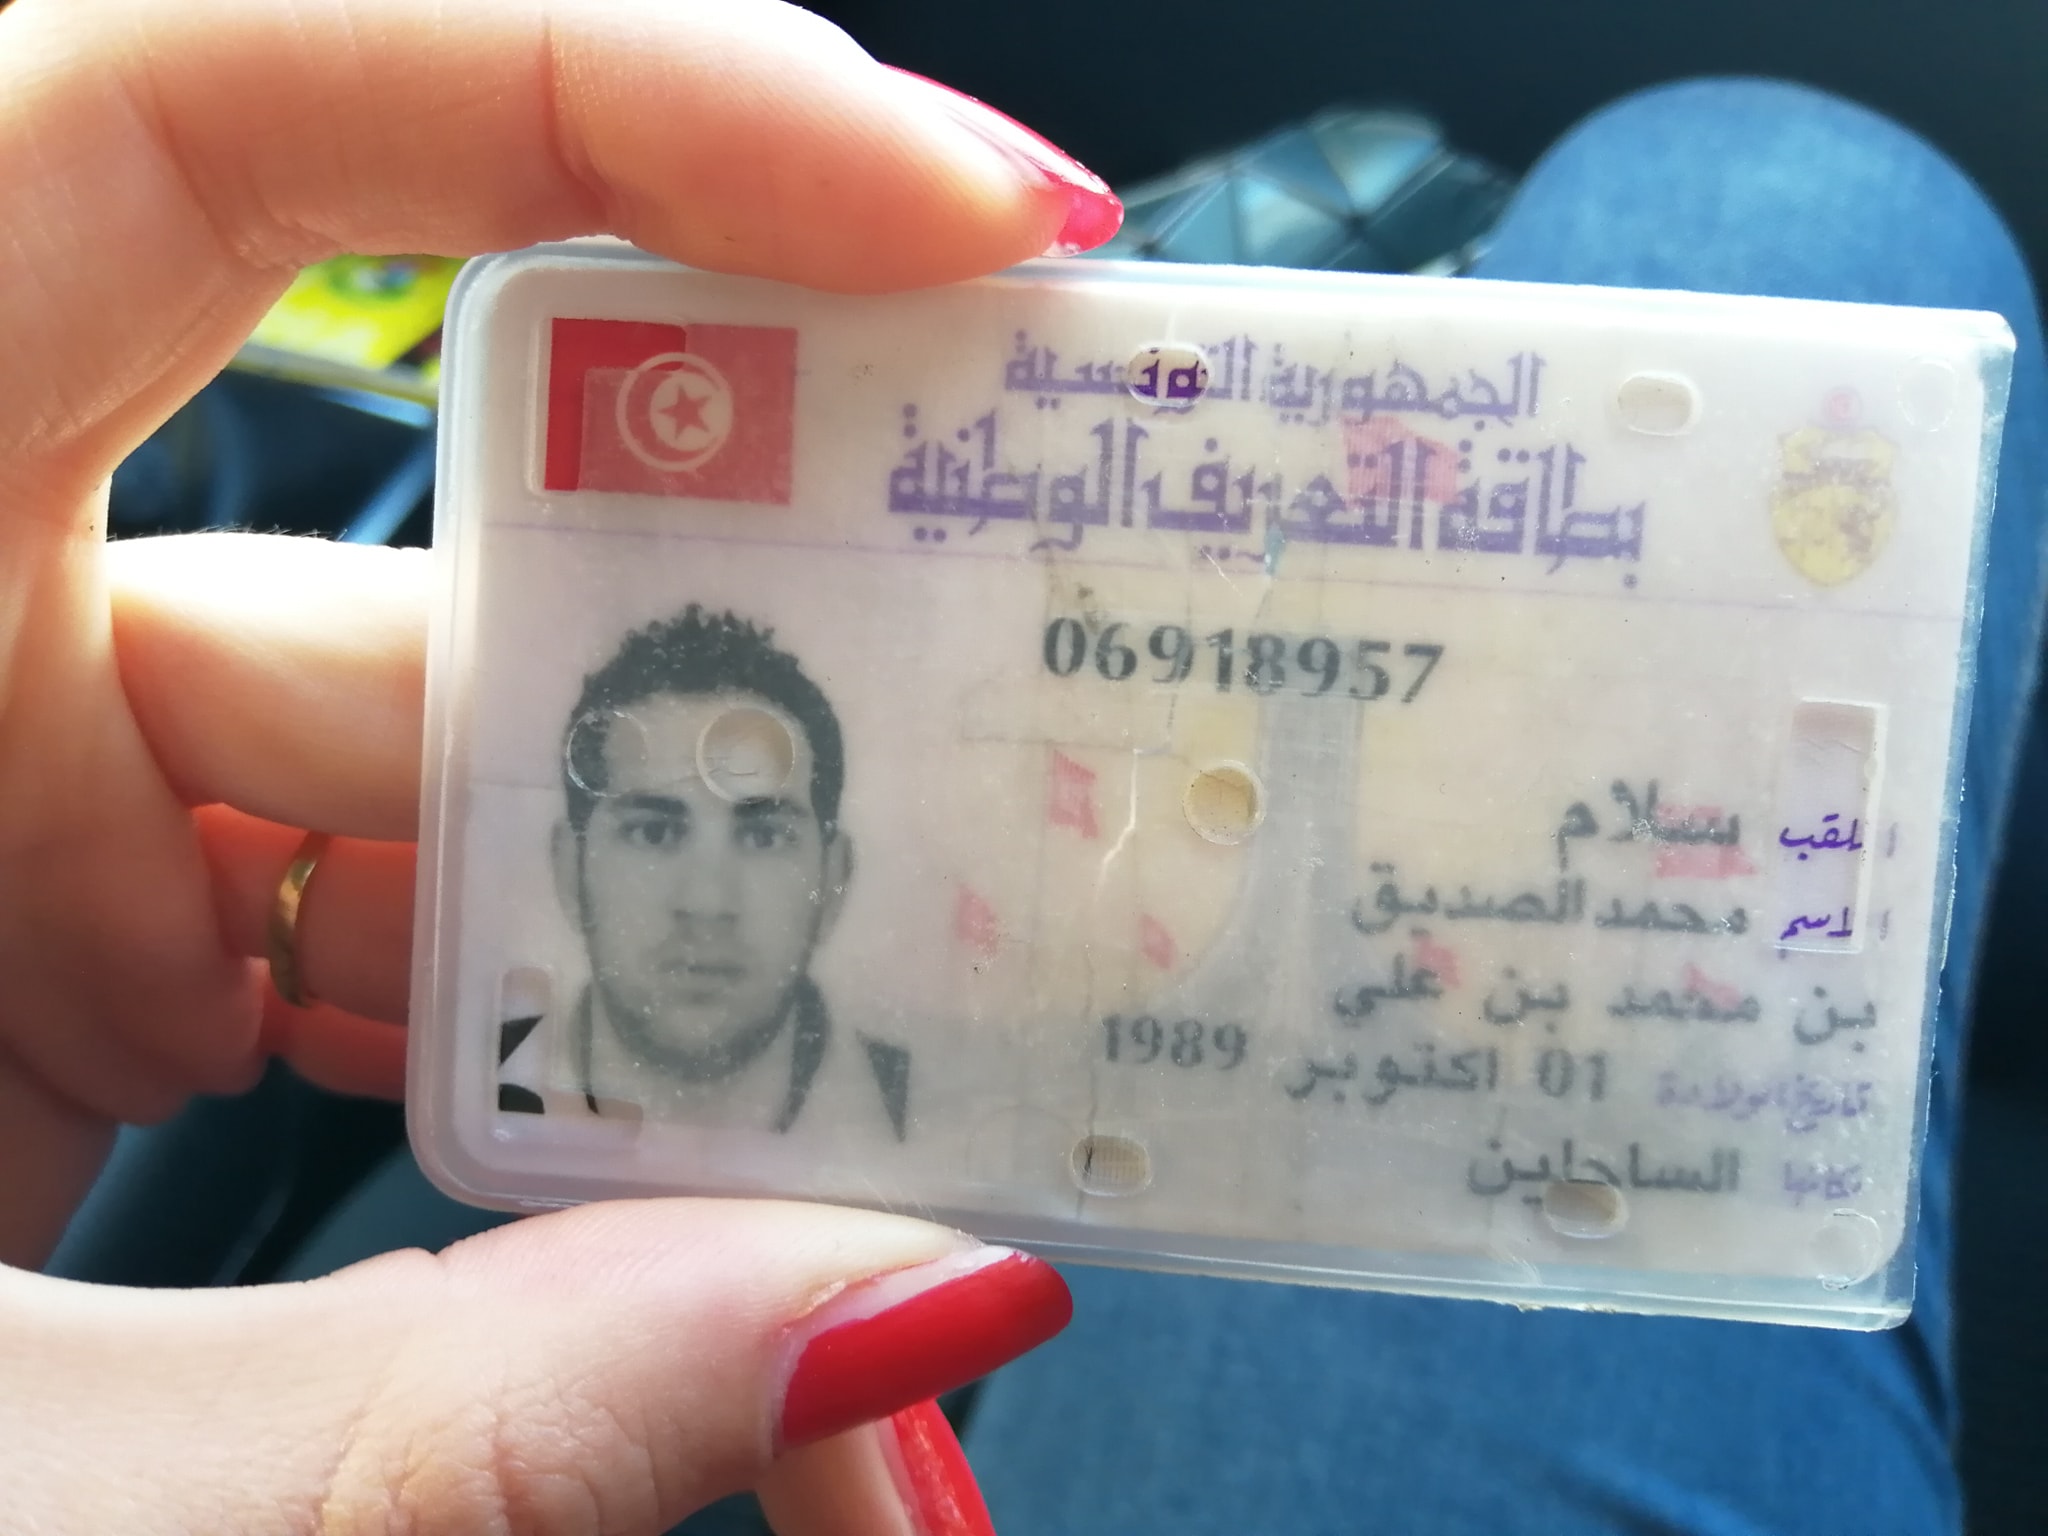 الجمهورية التونسية
بطاقة التعريف الوطنية
06918957
اللقب سلام
الاسم محمد الصديق
بن محمد بن علي
تاريخ الولادة 01 اكتوبر 1989
مكانها الساحلين